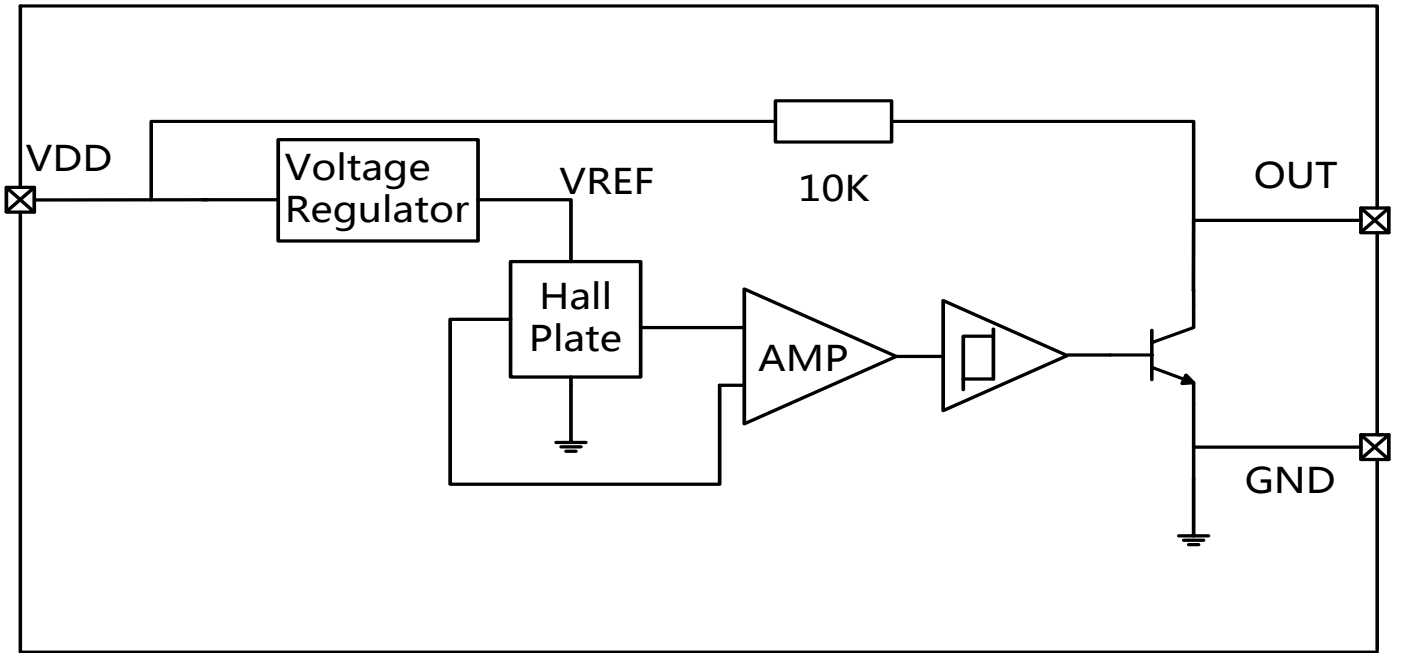 VDD
Voltage
Regulator
VREF
10K
OUT
Hall
Plate
AMP
GND